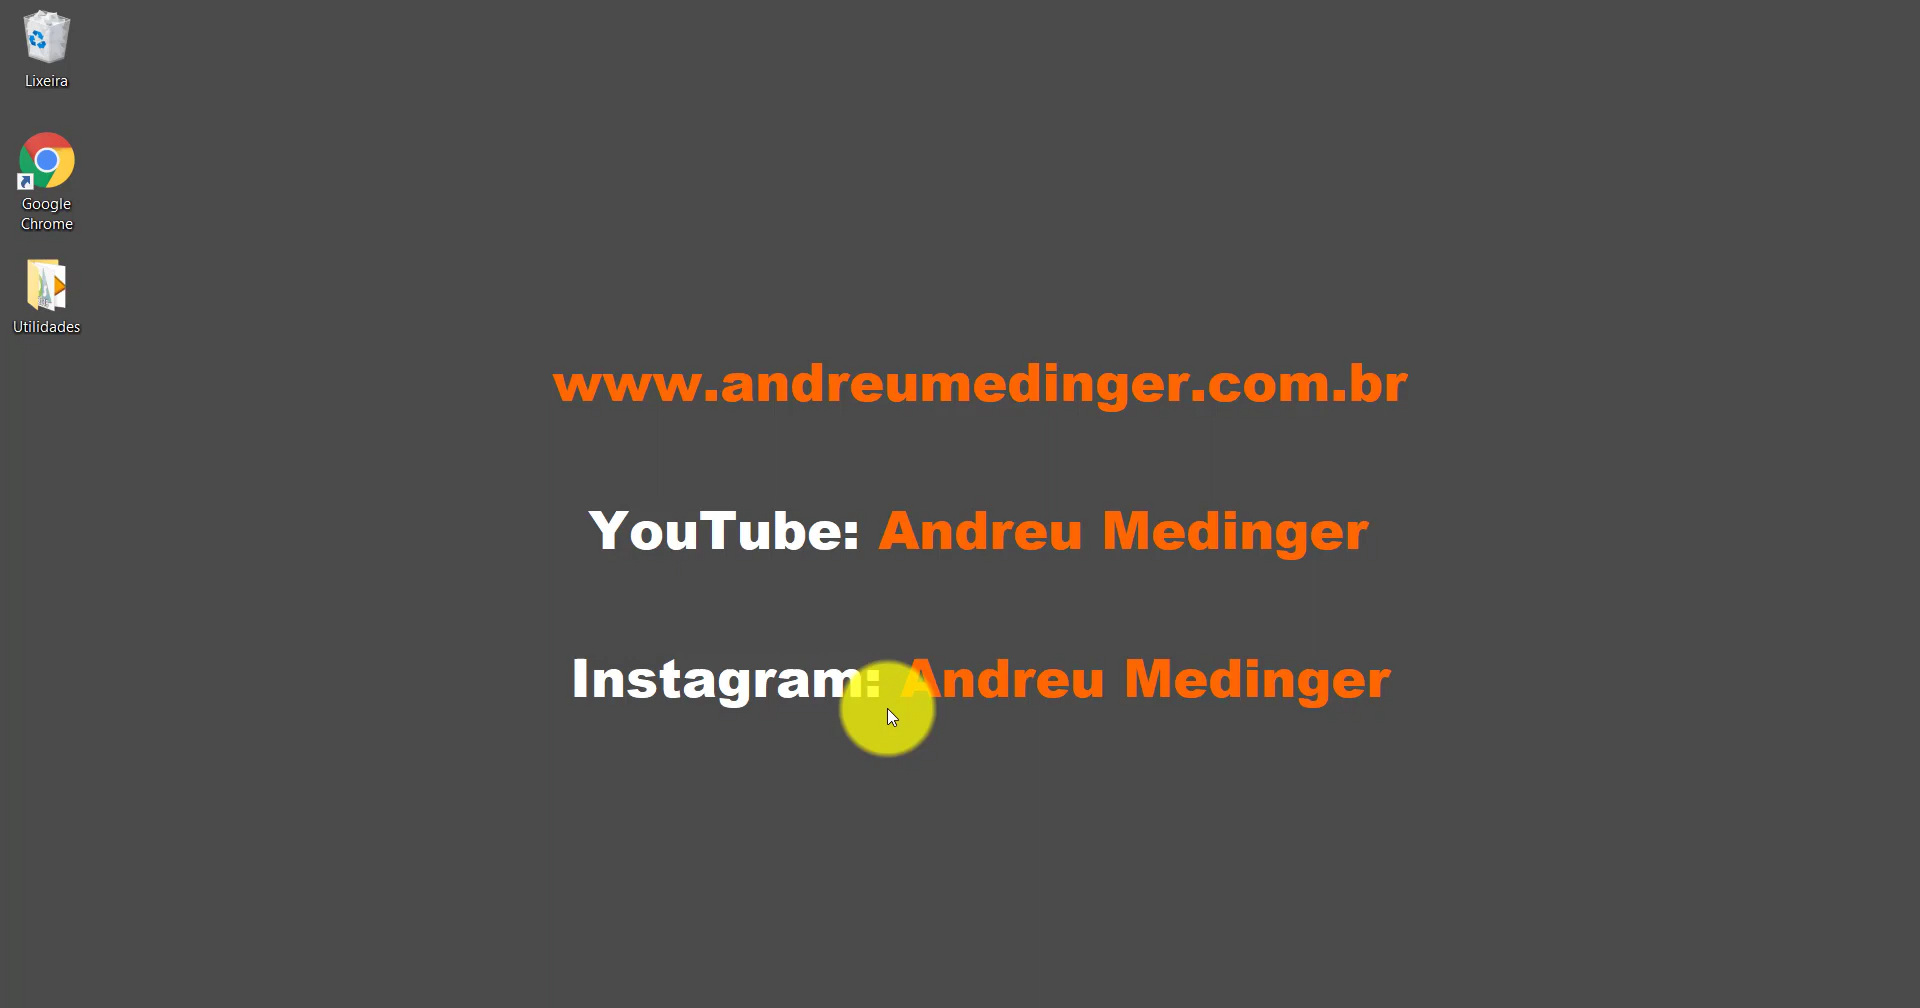 Lixeira
Google
Chrome
Utilidades
www.andreumedinger.com.br
YouTube: Andreu Medinger
Instagram: Andreu Medinger